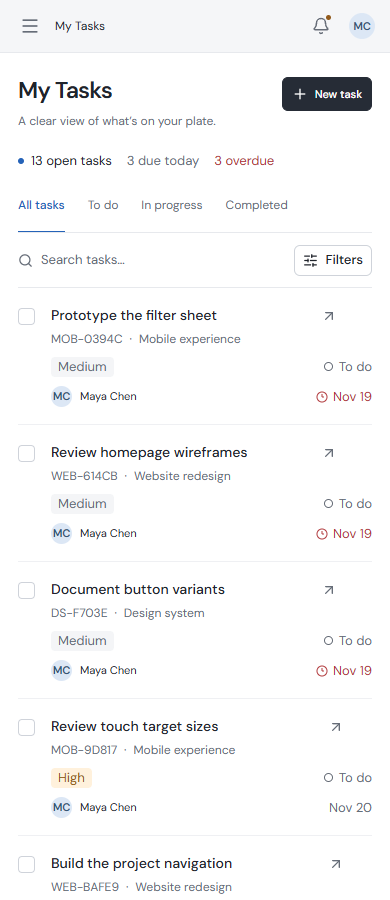 My Tasks
MC
My Tasks
New task
A clear view of what's on your plate.
13 open tasks 3 due today 3 overdue
All tasks To do In progress Completed
Search tasks... Filters
Prototype the filter sheet
MOB-0394C · Mobile experience
Medium To do
MC Maya Chen Nov 19
Review homepage wireframes
WEB-614CB · Website redesign
Medium To do
MC Maya Chen Nov 19
Document button variants
DS-F703E · Design system
Medium To do
MC Maya Chen Nov 19
Review touch target sizes
MOB-9D817 · Mobile experience
High To do
MC Maya Chen Nov 20
Build the project navigation
WEB-BAFE9 · Website redesign